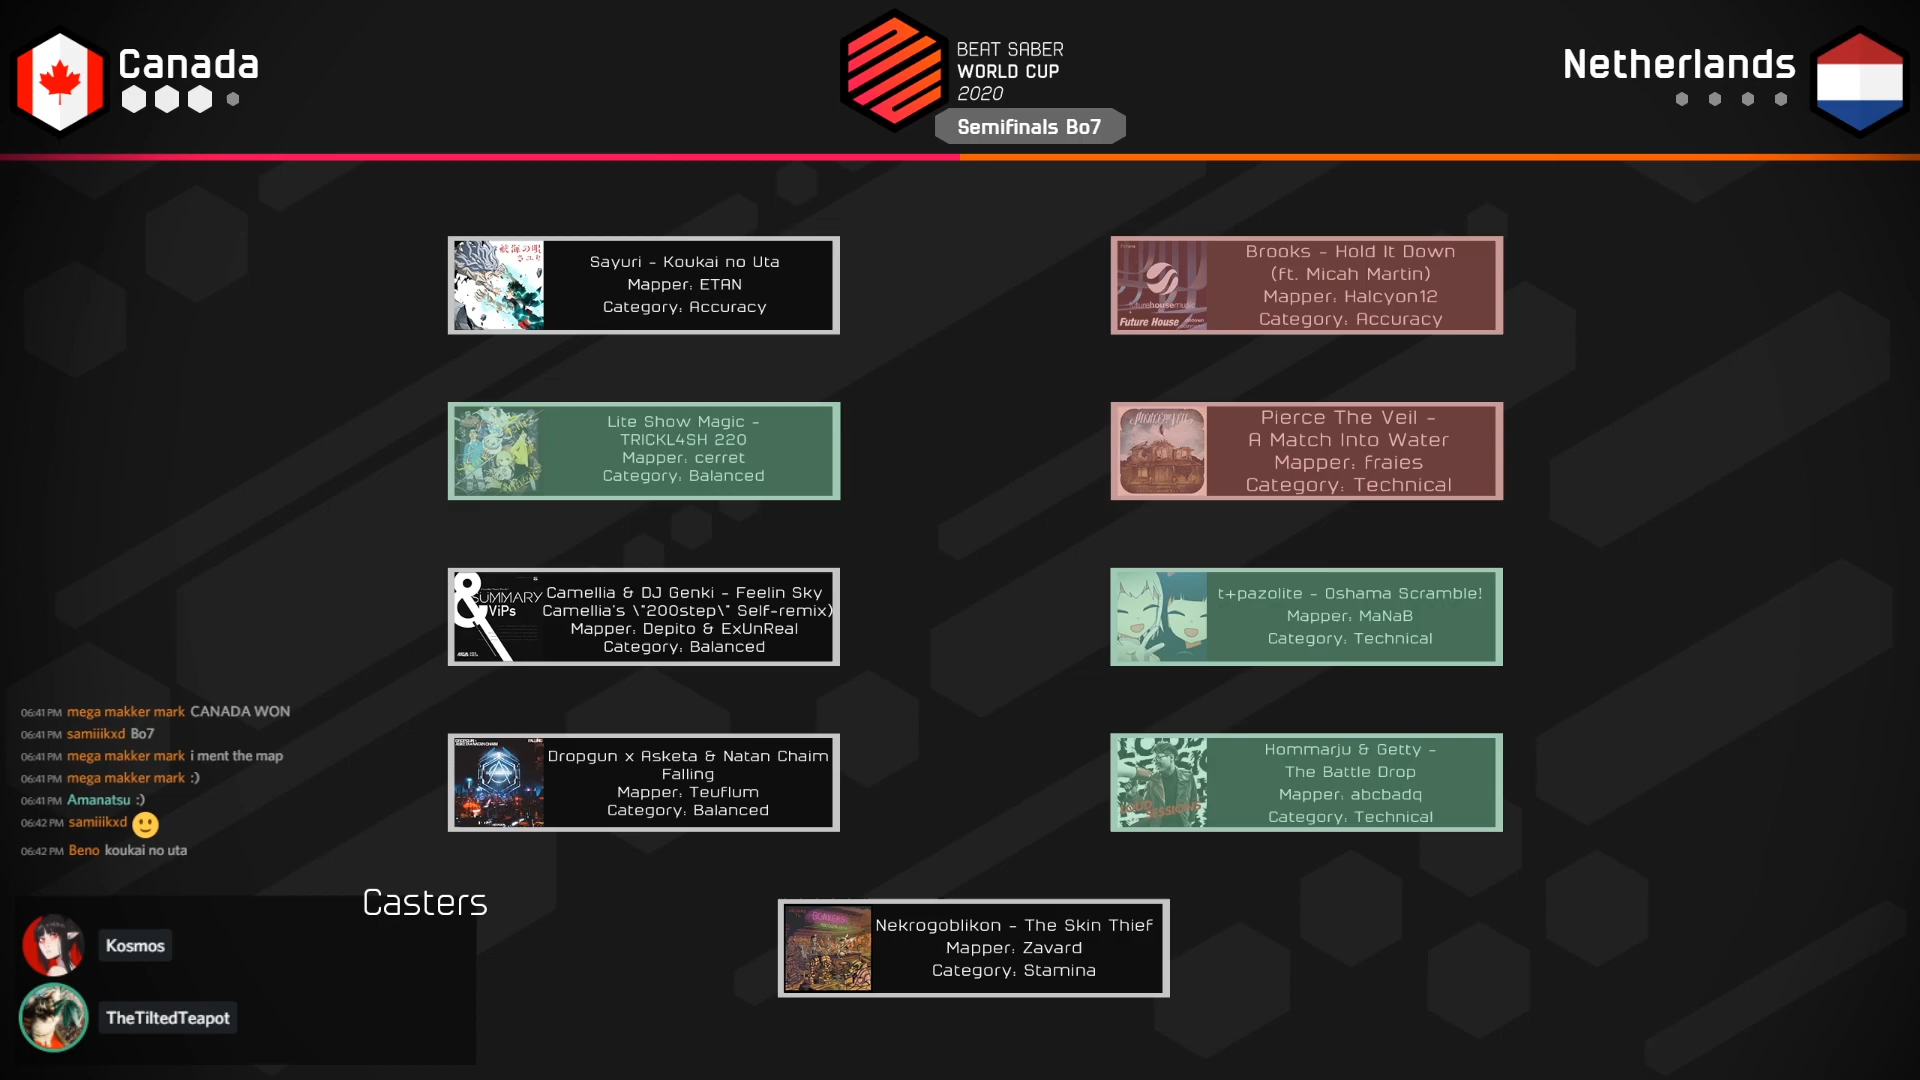 Canada
BEAT SABER
WORLD CUP
2020
Semifinals Bo7
Netherlands
Sayuri - Koukai no Uta
Mapper: ETAN
Category: Accuracy
Brooks - Hold It Down
(ft. Micah Martin)
Mapper: Halcyon12
Category: Accuracy
Future House
Lite Show Magic -
TRICKL4SH 220
Mapper: cerret
Category: Balanced
Pierce The Veil -
A Match Into Water
Mapper: fraies
Category: Technical
&
SUMMARY
ViPs
Camellia & DJ Genki - Feelin Sky
Camellia's \"200step\" Self-remix)
Mapper: Depito & ExUnReal
Category: Balanced
t+pazolite - Oshama Scramble!
Mapper: MaNaB
Category: Technical
Dropgun x Asketa & Natan Chaim
Falling
Mapper: Teuflum
Category: Balanced
Hommarju & Getty -
The Battle Drop
Mapper: abcbadq
Category: Technical
Nekrogoblikon - The Skin Thief
Mapper: Zavard
Category: Stamina
06:41 PM mega makker mark CANADA WON
06:41 PM samiiikxd Bo7
06:41 PM mega makker mark i ment the map
06:41 PM mega makker mark :)
06:41 PM Amanatsu :)
06:42 PM samiiikxd
06:42 PM Beno koukai no uta
Casters
Kosmos
TheTiltedTeapot